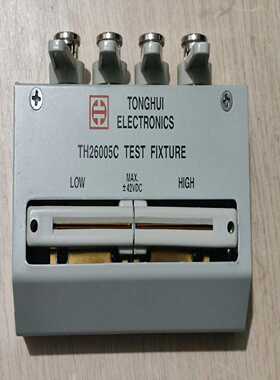 TONGHUI
ELECTRONICS
TH26005C TEST FIXTURE
LOW
MAX.
±42VDC
HIGH